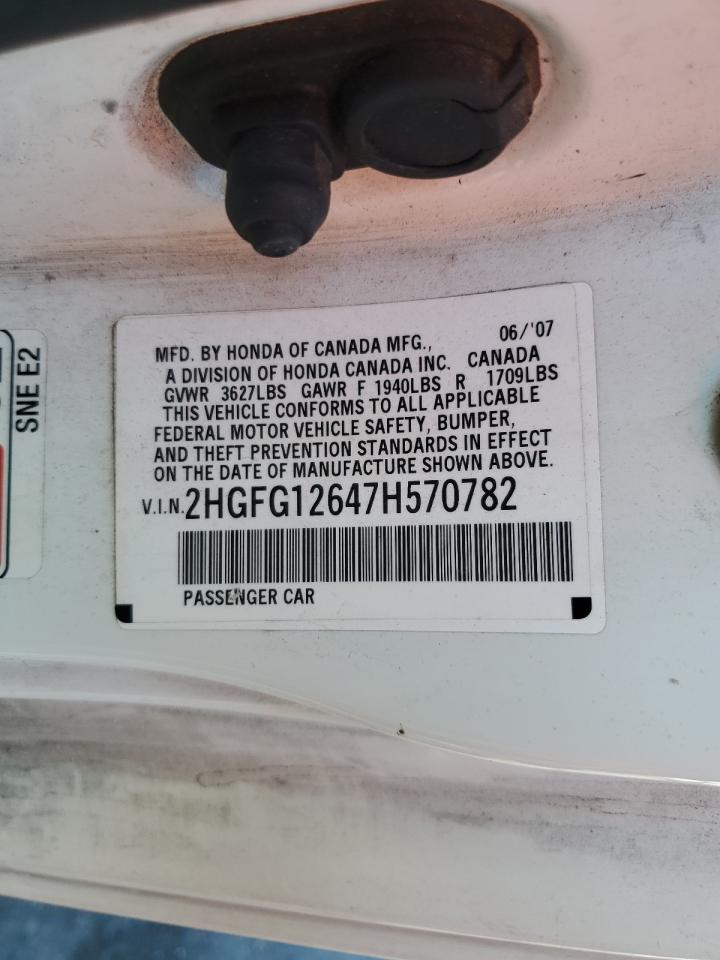 SNE E2
06/'07
MFD. BY HONDA OF CANADA MFG.,
A DIVISION OF HONDA CANADA INC. CANADA
GVWR 3627LBS GAWR F 1940LBS R 1709LBS
THIS VEHICLE CONFORMS TO ALL APPLICABLE
FEDERAL MOTOR VEHICLE SAFETY, BUMPER,
AND THEFT PREVENTION STANDARDS IN EFFECT
ON THE DATE OF MANUFACTURE SHOWN ABOVE.
V.I.N. 2HGFG12647H570782
PASSENGER CAR